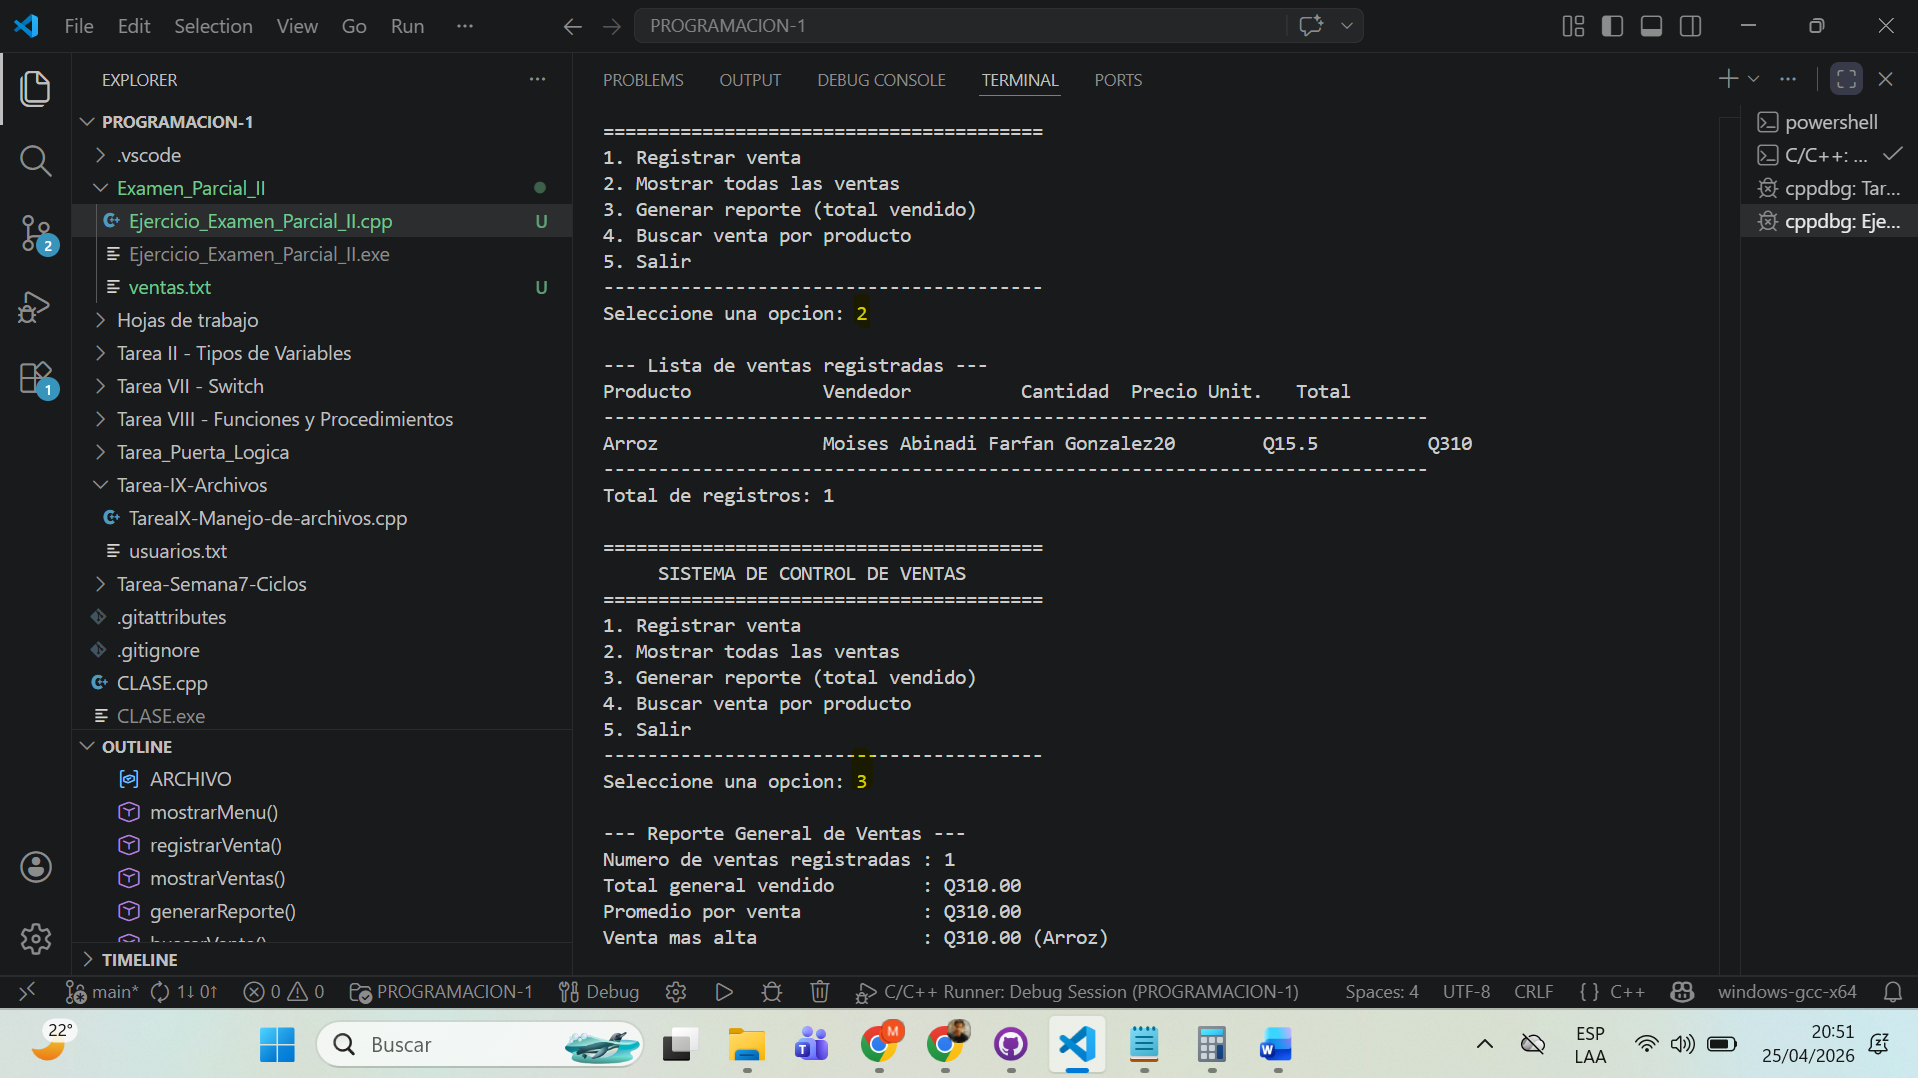 File Edit Selection View Go Run ··· PROGRAMACION-1
EXPLORER ···
PROGRAMACION-1
.vscode
Examen_Parcial_II
Ejercicio_Examen_Parcial_II.cpp U
Ejercicio_Examen_Parcial_II.exe
ventas.txt U
Hojas de trabajo
Tarea II - Tipos de Variables
Tarea VII - Switch
Tarea VIII - Funciones y Procedimientos
Tarea_Puerta_Logica
Tarea-IX-Archivos
TareaIX-Manejo-de-archivos.cpp
usuarios.txt
Tarea-Semana7-Ciclos
.gitattributes
.gitignore
CLASE.cpp
CLASE.exe
OUTLINE
ARCHIVO
mostrarMenu()
registrarVenta()
mostrarVentas()
generarReporte()
TIMELINE
2
1
PROBLEMS OUTPUT DEBUG CONSOLE TERMINAL PORTS
========================================
1. Registrar venta
2. Mostrar todas las ventas
3. Generar reporte (total vendido)
4. Buscar venta por producto
5. Salir
----------------------------------------
Seleccione una opcion: 2
--- Lista de ventas registradas ---
Producto Vendedor Cantidad Precio Unit. Total
---------------------------------------------------------------------------
Arroz Moises Abinadi Farfan Gonzalez20 Q15.5 Q310
---------------------------------------------------------------------------
Total de registros: 1
========================================
SISTEMA DE CONTROL DE VENTAS
========================================
1. Registrar venta
2. Mostrar todas las ventas
3. Generar reporte (total vendido)
4. Buscar venta por producto
5. Salir
----------------------------------------
Seleccione una opcion: 3
--- Reporte General de Ventas ---
Numero de ventas registradas : 1
Total general vendido : Q310.00
Promedio por venta : Q310.00
Venta mas alta : Q310.00 (Arroz)
powershell
C/C++: ...
cppdbg: Tar...
cppdbg: Eje...
main* 1↓ 0↑ 0 0 PROGRAMACION-1 Debug C/C++ Runner: Debug Session (PROGRAMACION-1) Spaces: 4 UTF-8 CRLF { } C++ windows-gcc-x64
22°
Buscar
ESP
LAA
20:51
25/04/2026